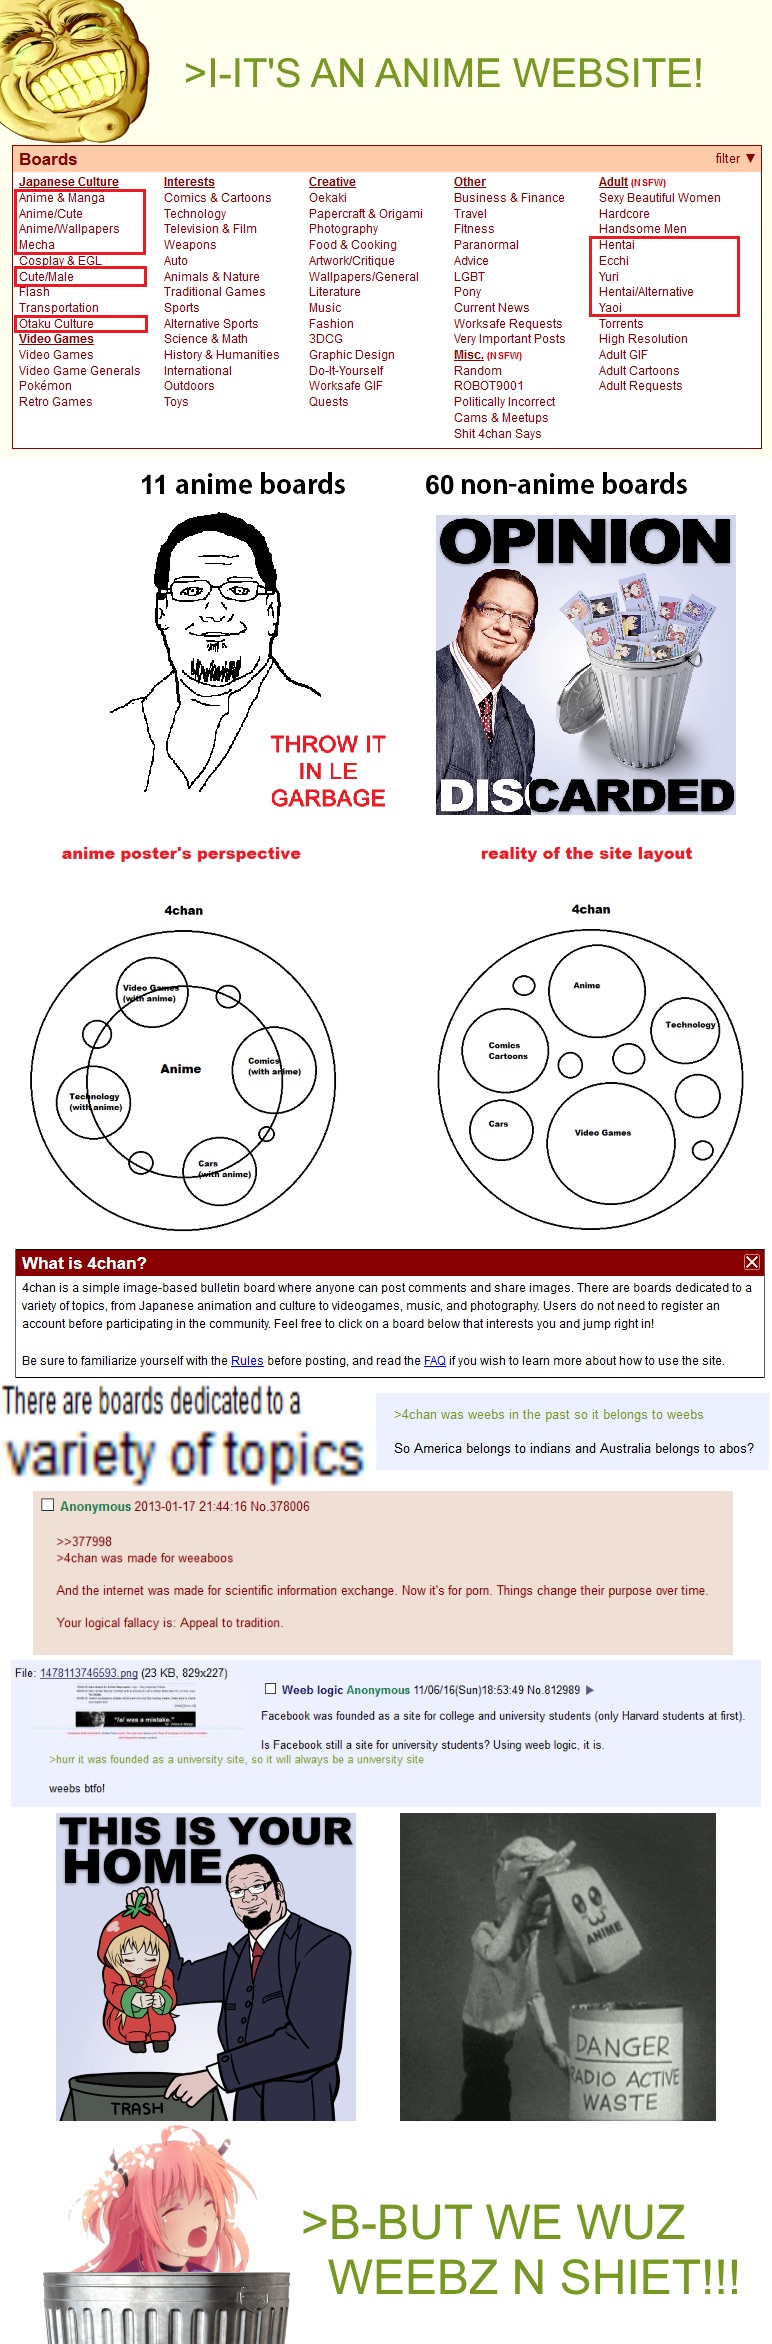 >I-IT'S AN ANIME WEBSITE!
Boards
filter ▼
Japanese Culture
Anime & Manga
Anime/Cute
Anime/Wallpapers
Mecha
Cosplay & EGL
Cute/Male
Flash
Transportation
Otaku Culture
Video Games
Video Games
Video Game Generals
Pokémon
Retro Games
Interests
Comics & Cartoons
Technology
Television & Film
Weapons
Auto
Animals & Nature
Traditional Games
Sports
Alternative Sports
Science & Math
History & Humanities
International
Outdoors
Toys
Creative
Oekaki
Papercraft & Origami
Photography
Food & Cooking
Artwork/Critique
Wallpapers/General
Literature
Music
Fashion
3DCG
Graphic Design
Do-It-Yourself
Worksafe GIF
Quests
Other
Business & Finance
Travel
Fitness
Paranormal
Advice
LGBT
Pony
Current News
Worksafe Requests
Very Important Posts
Misc. (NSFW)
Random
ROBOT9001
Politically Incorrect
Cams & Meetups
Shit 4chan Says
Adult (NSFW)
Sexy Beautiful Women
Hardcore
Handsome Men
Hentai
Ecchi
Yuri
Hentai/Alternative
Yaoi
Torrents
High Resolution
Adult GIF
Adult Cartoons
Adult Requests
11 anime boards
60 non-anime boards
THROW IT
IN LE
GARBAGE
OPINION
DISCARDED
anime poster's perspective
reality of the site layout
4chan
Video Games
(with anime)
Anime
Comics
(with anime)
Technology
(with anime)
Cars
(with anime)
4chan
Anime
Technology
Comics
Cartoons
Cars
Video Games
What is 4chan?
4chan is a simple image-based bulletin board where anyone can post comments and share images. There are boards dedicated to a
variety of topics, from Japanese animation and culture to videogames, music, and photography. Users do not need to register an
account before participating in the community. Feel free to click on a board below that interests you and jump right in!
Be sure to familiarize yourself with the Rules before posting, and read the FAQ if you wish to learn more about how to use the site.
There are boards dedicated to a
variety of topics
>4chan was weebs in the past so it belongs to weebs
So America belongs to indians and Australia belongs to abos?
Anonymous 2013-01-17 21:44:16 No.378006
>>377998
>4chan was made for weeaboos
And the internet was made for scientific information exchange. Now it's for porn. Things change their purpose over time.
Your logical fallacy is: Appeal to tradition.
File: 1478113746593.png (23 KB, 829x227)
"/a/ was a mistake."
Weeb logic Anonymous 11/06/16(Sun)18:53:49 No.812989 ▶
Facebook was founded as a site for college and university students (only Harvard students at first).
Is Facebook still a site for university students? Using weeb logic, it is.
>hurr it was founded as a university site, so it will always be a university site
weebs btfo!
THIS IS YOUR
HOME
TRASH
ANIME
DANGER
RADIO ACTIVE
WASTE
>B-BUT WE WUZ
WEEBZ N SHIET!!!